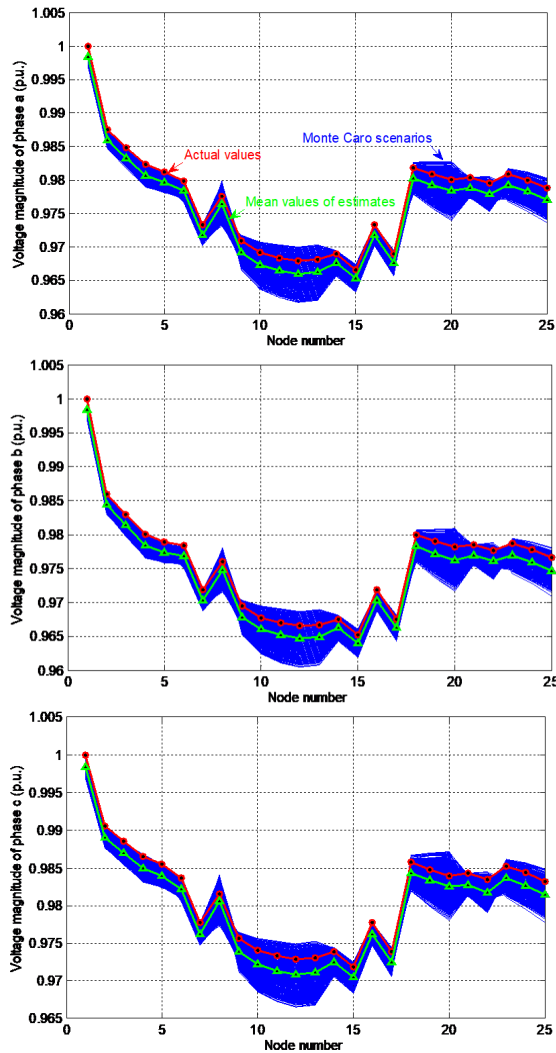 1.005
1
0.995
0.99
0.985
0.98
0.975
0.97
0.965
0.96
Voltage magnitude of phase a (p.u.)
Monte Caro scenarios
Actual values
Mean values of estimates
0 5 10 15 20 25
Node number
1.005
1
0.995
0.99
0.985
0.98
0.975
0.97
0.965
0.96
Voltage magnitude of phase b (p.u.)
0 5 10 15 20 25
Node number
1.005
1
0.995
0.99
0.985
0.98
0.975
0.97
0.965
Voltage magnitude of phase c (p.u.)
0 5 10 15 20 25
Node number